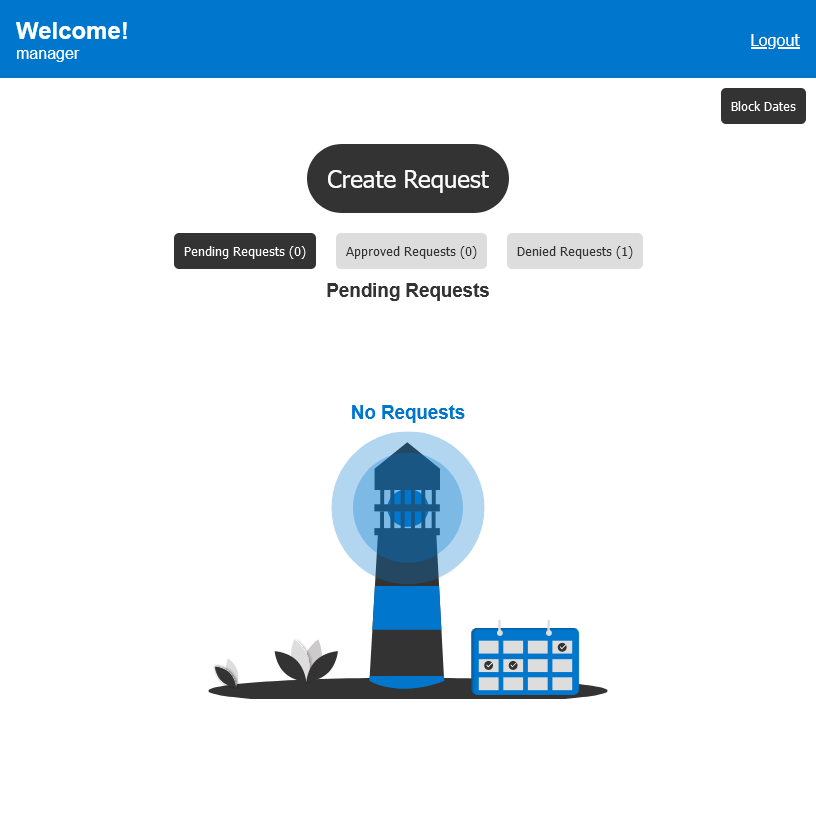 Welcome!
manager
Logout
Block Dates
Create Request
Pending Requests (0)
Approved Requests (0)
Denied Requests (1)
Pending Requests
No Requests